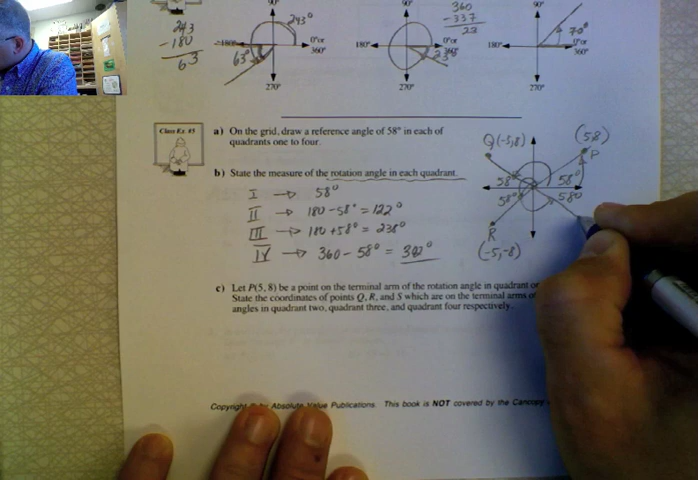 90° 90° 90°
243
- 180
63
243°
-180° 0° or 360°
63°
270°
360
- 337
22
180° 0° or 360°
23°
270°
180° 0° or 360°
70°
270°
Class Ex. #3
a) On the grid, draw a reference angle of 58° in each of
quadrants one to four.
b) State the measure of the rotation angle in each quadrant.
I → 58°
II → 180 - 58° = 122°
III → 180 + 58° = 238°
IV → 360 - 58° = 302°
Q(-5,8)
(5,8)
P
58° 58°
58° 58°
R
(-5,-8)
c) Let P(5, 8) be a point on the terminal arm of the rotation angle in quadrant
State the coordinates of points Q, R, and S which are on the terminal arms
angles in quadrant two, quadrant three, and quadrant four respectively.
Copyright Absolute Value Publications. This book is NOT covered by the